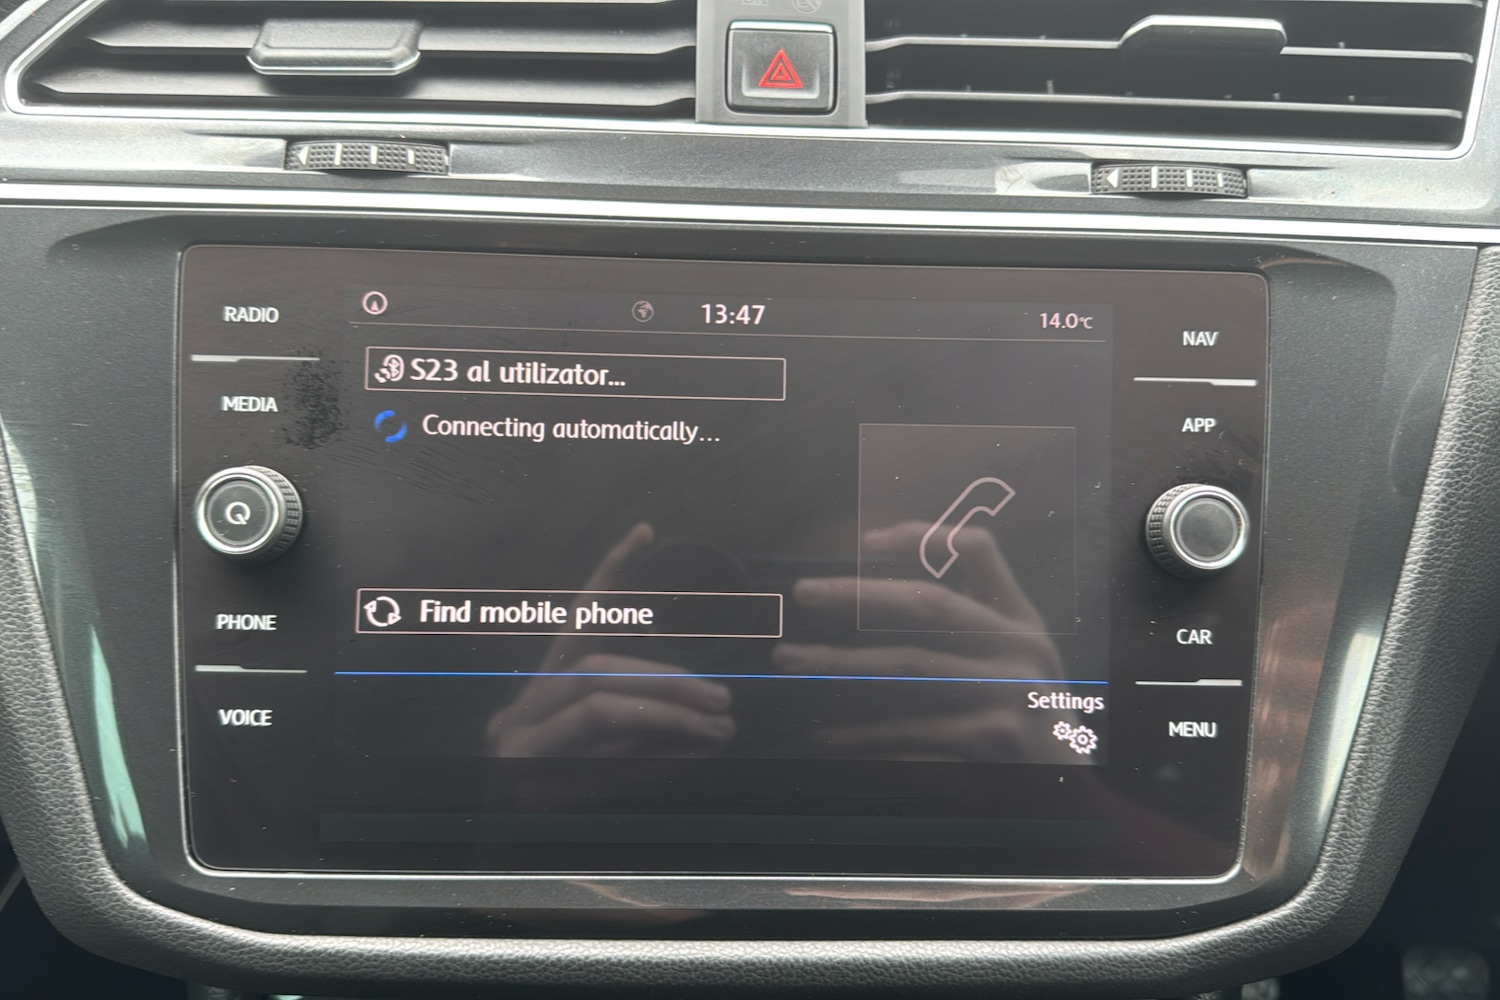 RADIO
MEDIA
PHONE
VOICE
13:47
14.0°C
S23 al utilizator...
Connecting automatically...
Find mobile phone
Settings
NAV
APP
CAR
MENU